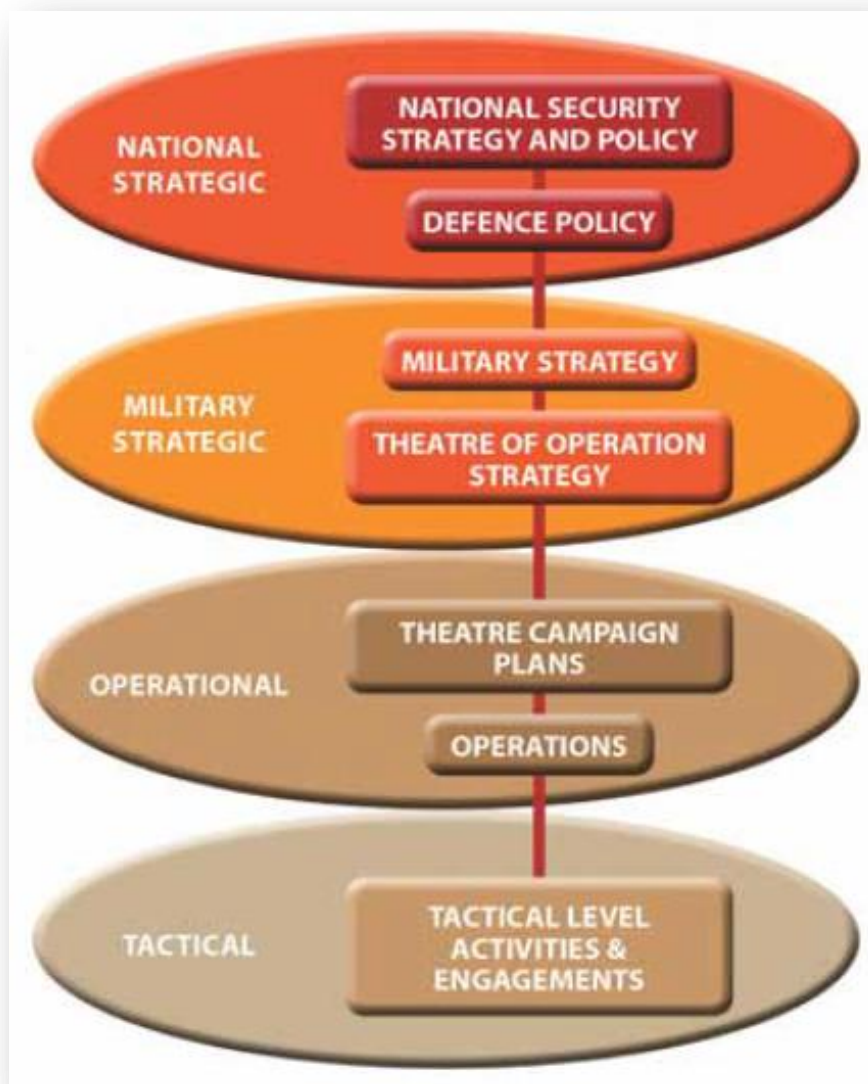 NATIONAL
STRATEGIC
NATIONAL SECURITY
STRATEGY AND POLICY
DEFENCE POLICY
MILITARY
STRATEGIC
MILITARY STRATEGY
THEATRE OF OPERATION
STRATEGY
OPERATIONAL
THEATRE CAMPAIGN
PLANS
OPERATIONS
TACTICAL
TACTICAL LEVEL
ACTIVITIES &
ENGAGEMENTS